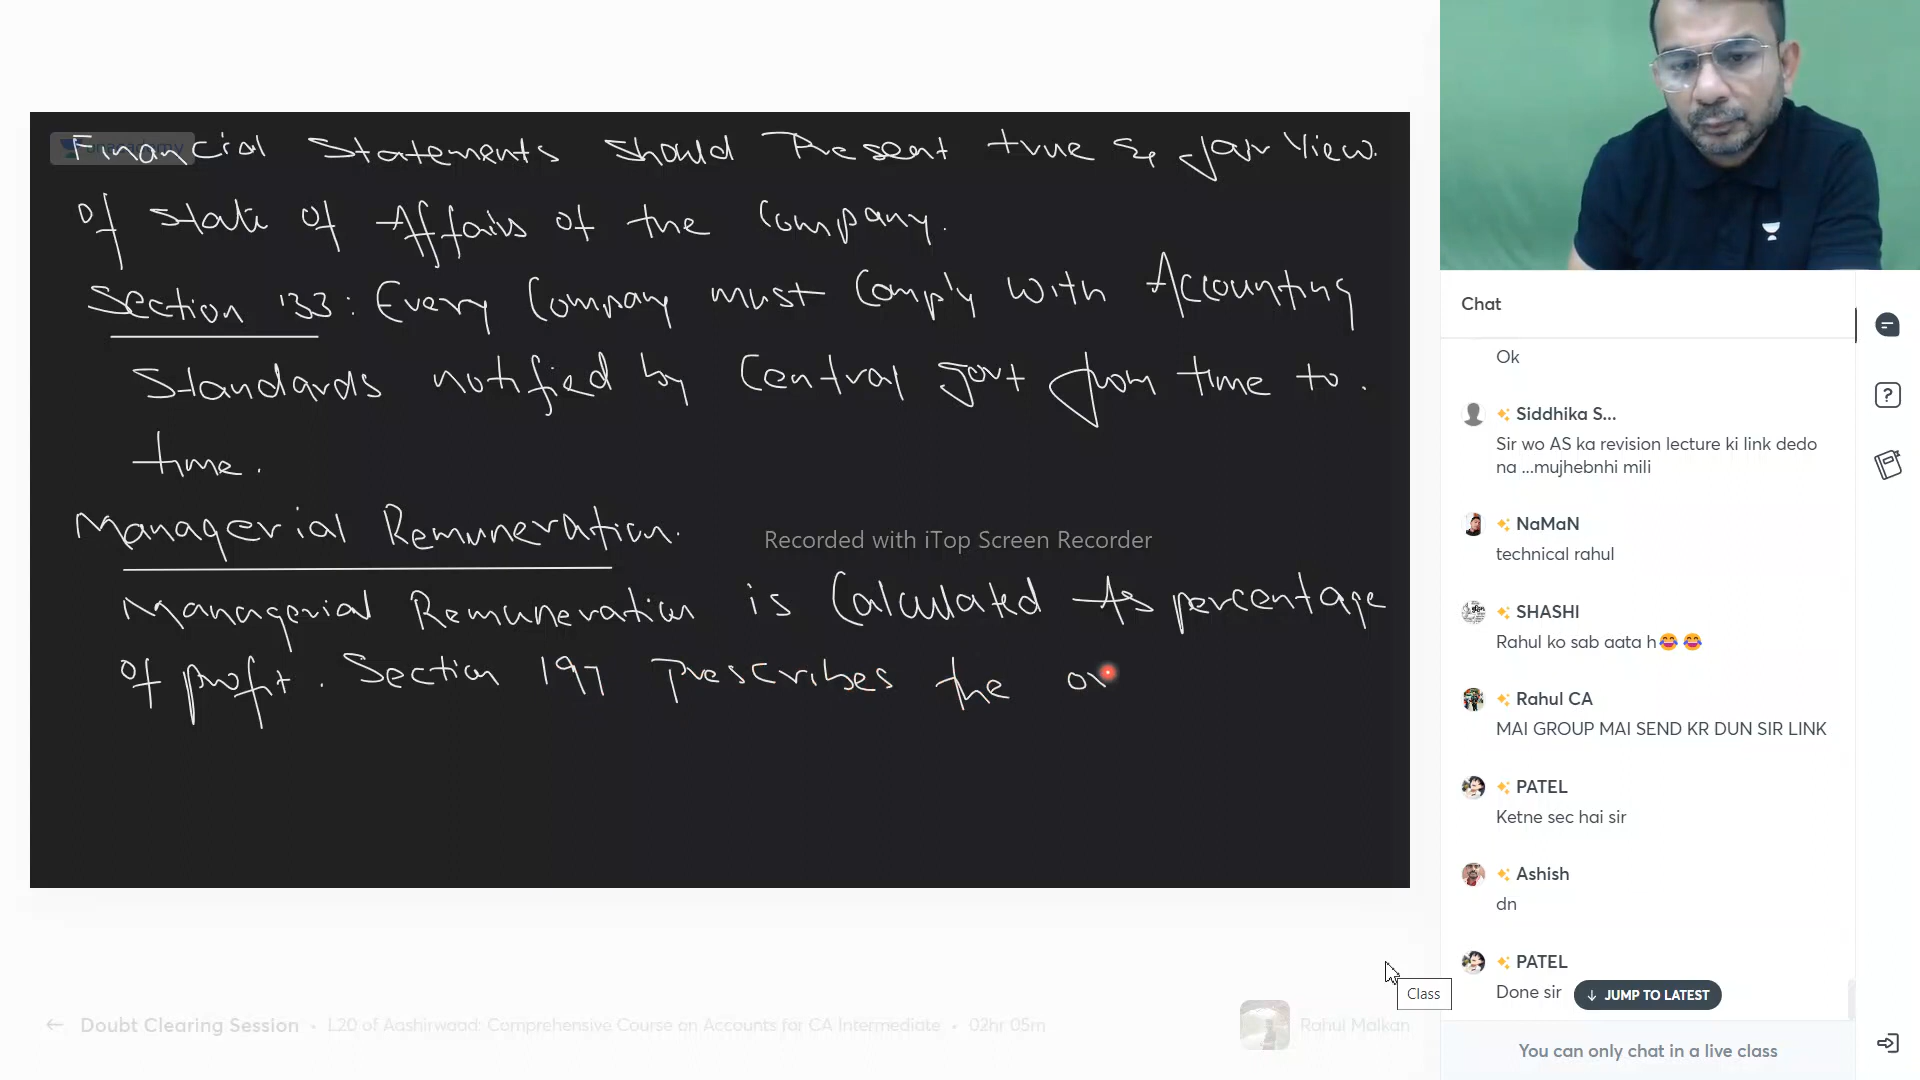 Financial Statements should Present true & fair view.
of state of Affairs of the Company.
Section 133: Every Company must Comply with Accounting
Standards notified by Central govt from time to.
time.
Managerial Remuneration.
Recorded with iTop Screen Recorder
Managerial Remuneration is Calculated As percentage
of profit. Section 197 Prescribes the ov
Chat
Ok
Siddhika S...
Sir wo AS ka revision lecture ki link dedo
na ...mujhebnhi mili
NaMaN
technical rahul
SHASHI
Rahul ko sab aata h😂😂
Rahul CA
MAI GROUP MAI SEND KR DUN SIR LINK
PATEL
Ketne sec hai sir
Ashish
dn
PATEL
Done sir
↓ JUMP TO LATEST
You can only chat in a live class
Class
← Doubt Clearing Session • L20 of Aashirwaad: Comprehensive Course on Accounts for CA Intermediate • 02hr 05m
Rahul Malkan